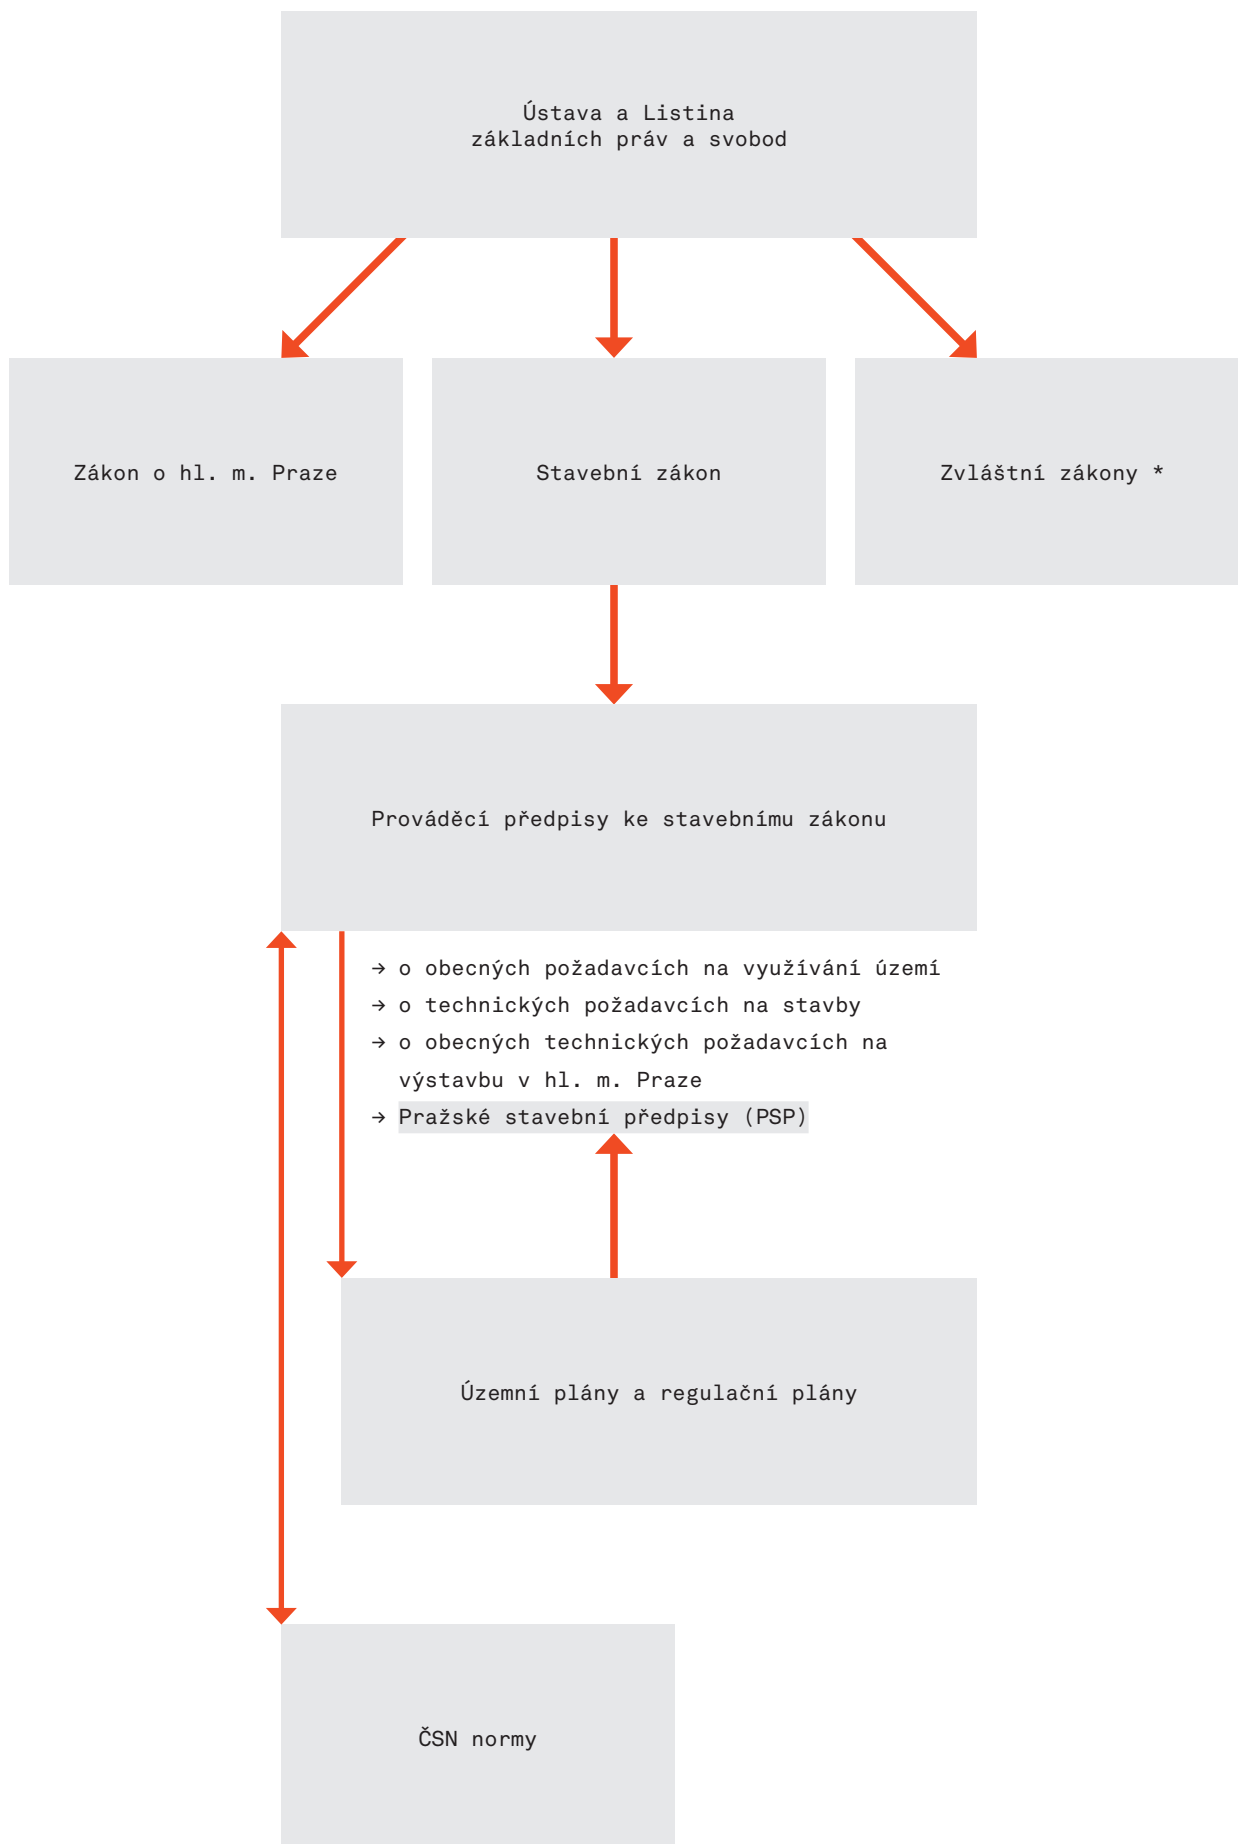 Ústava a Listina
základních práv a svobod
Zákon o hl. m. Praze
Stavební zákon
Zvláštní zákony *
Prováděcí předpisy ke stavebnímu zákonu
→ o obecných požadavcích na využívání území
→ o technických požadavcích na stavby
→ o obecných technických požadavcích na
výstavbu v hl. m. Praze
→ Pražské stavební předpisy (PSP)
Územní plány a regulační plány
ČSN normy